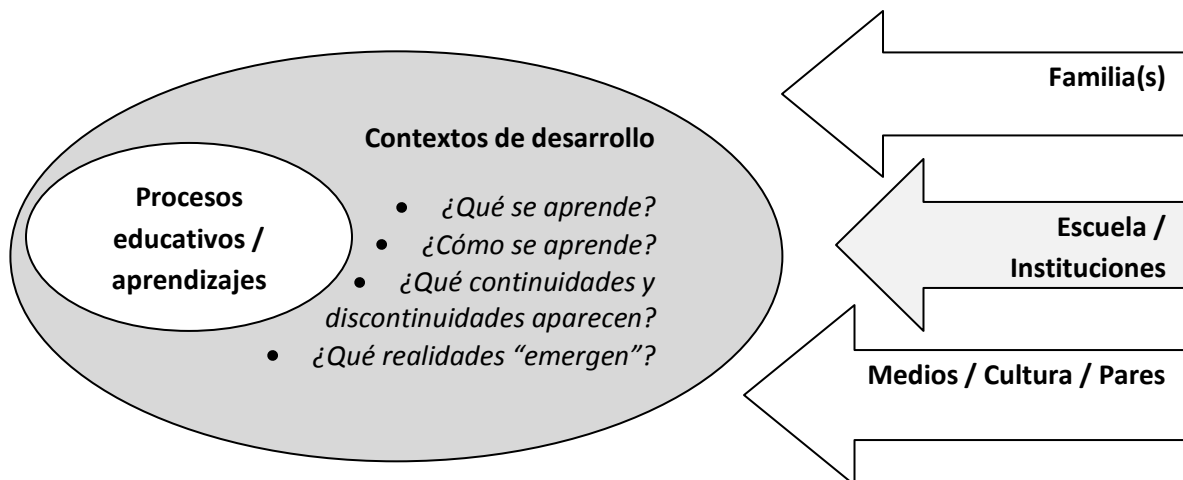 Contextos de desarrollo
Procesos
educativos /
aprendizajes
• ¿Qué se aprende?
• ¿Cómo se aprende?
• ¿Qué continuidades y
discontinuidades aparecen?
• ¿Qué realidades “emergen”?
Familia(s)
Escuela /
Instituciones
Medios / Cultura / Pares